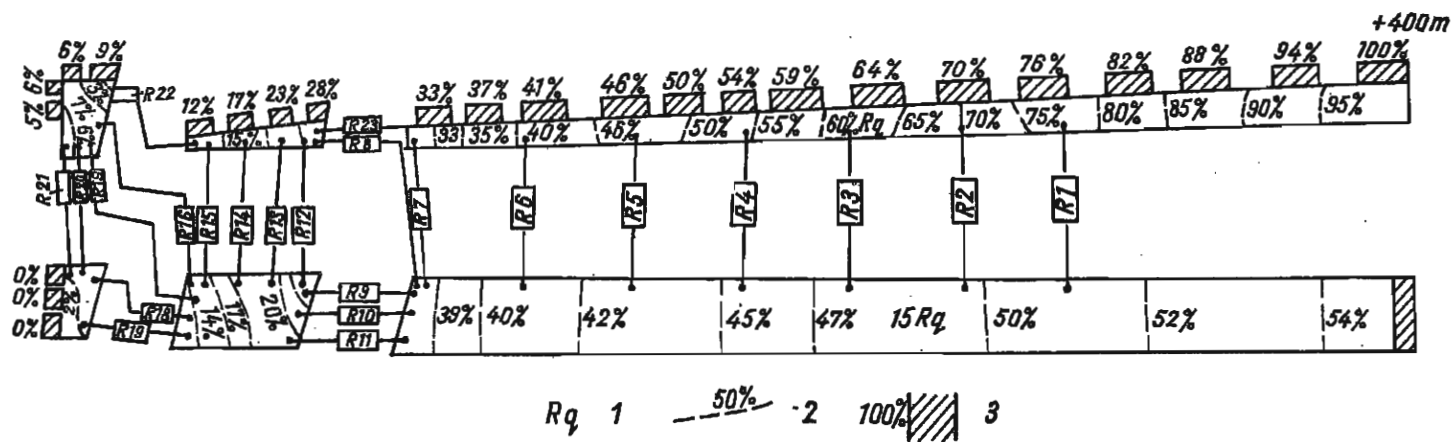 +400m
6% 9%
33% 37% 41% 46% 50% 54% 59% 64% 70% 76% 82% 88% 94% 100%
6%
5%
R22
12% 17% 23% 28%
15%
R23
R8
33 35% 40% 46% 50% 55% 60% Rq 65% 70% 75% 80% 85% 90% 95%
R21 R20 R19
R16 R15 R14 R13 R12
R7 R6 R5 R4 R3 R2 R1
0%
0%
0%
2%
R18
R19
14% 17% 20%
R9
R10
R11
39% 40% 42% 45% 47% 15Rq 50% 52% 54%
Rq 1 50% 2 100% 3